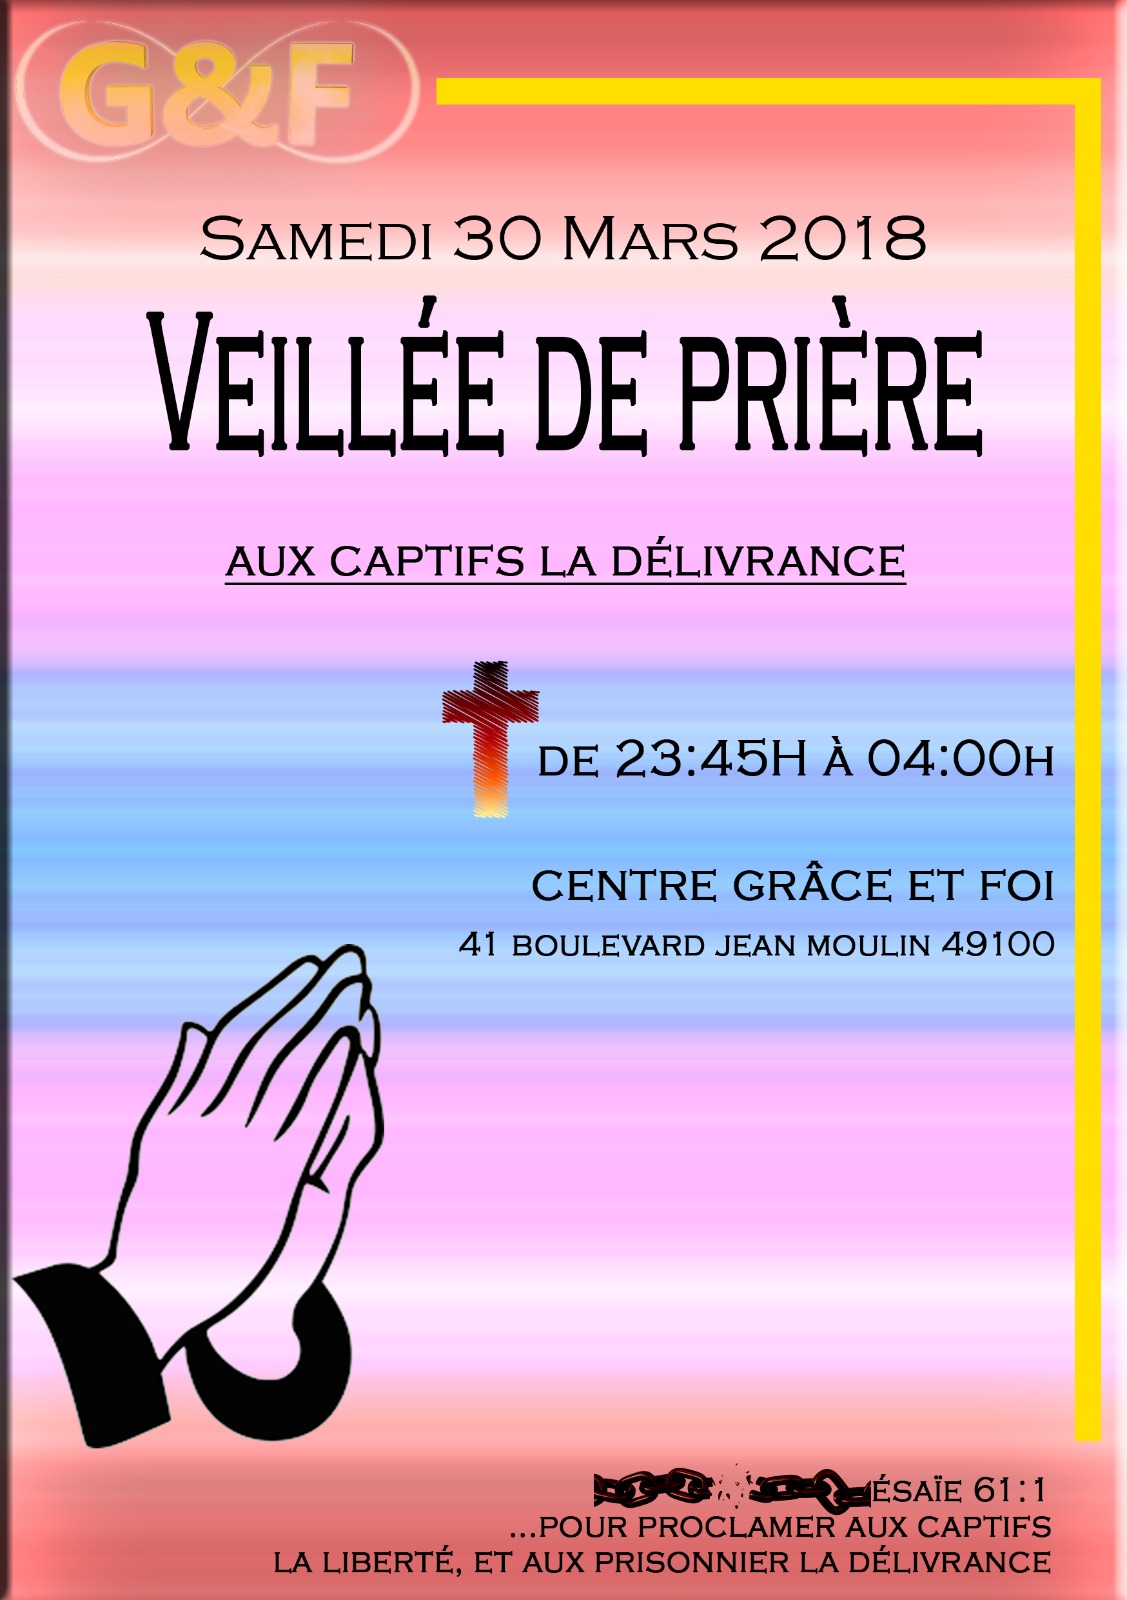 G&F
Samedi 30 Mars 2018
Veillée de prière
aux captifs la délivrance
de 23:45H à 04:00h
centre grâce et foi
41 boulevard jean moulin 49100
ésaïe 61:1
...pour proclamer aux captifs
la liberté, et aux prisonnier la délivrance